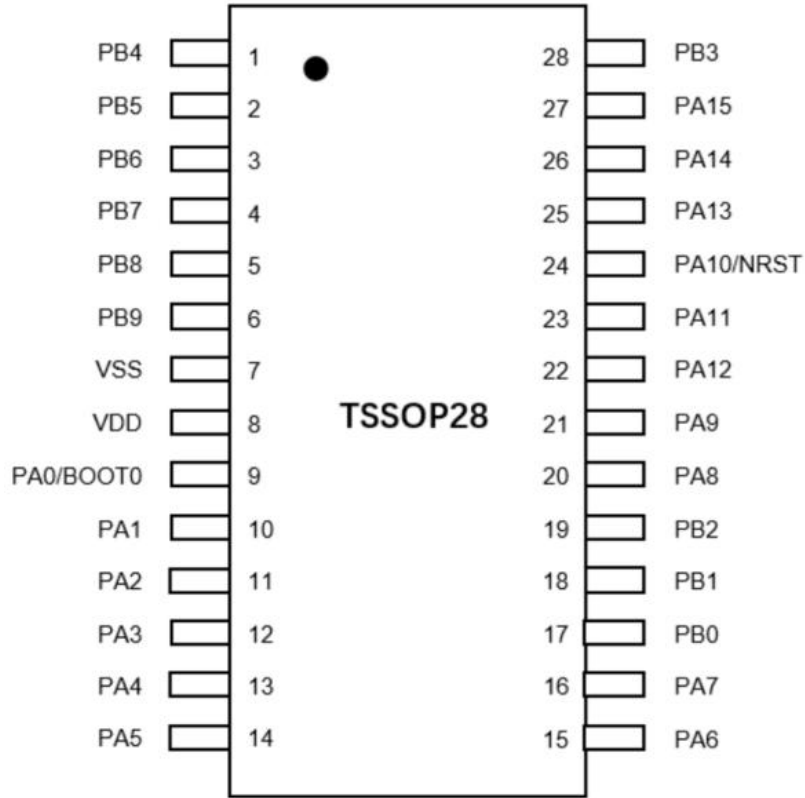 PB4 1 28 PB3
PB5 2 27 PA15
PB6 3 26 PA14
PB7 4 25 PA13
PB8 5 24 PA10/NRST
PB9 6 23 PA11
VSS 7 22 PA12
VDD 8 TSSOP28 21 PA9
PA0/BOOT0 9 20 PA8
PA1 10 19 PB2
PA2 11 18 PB1
PA3 12 17 PB0
PA4 13 16 PA7
PA5 14 15 PA6